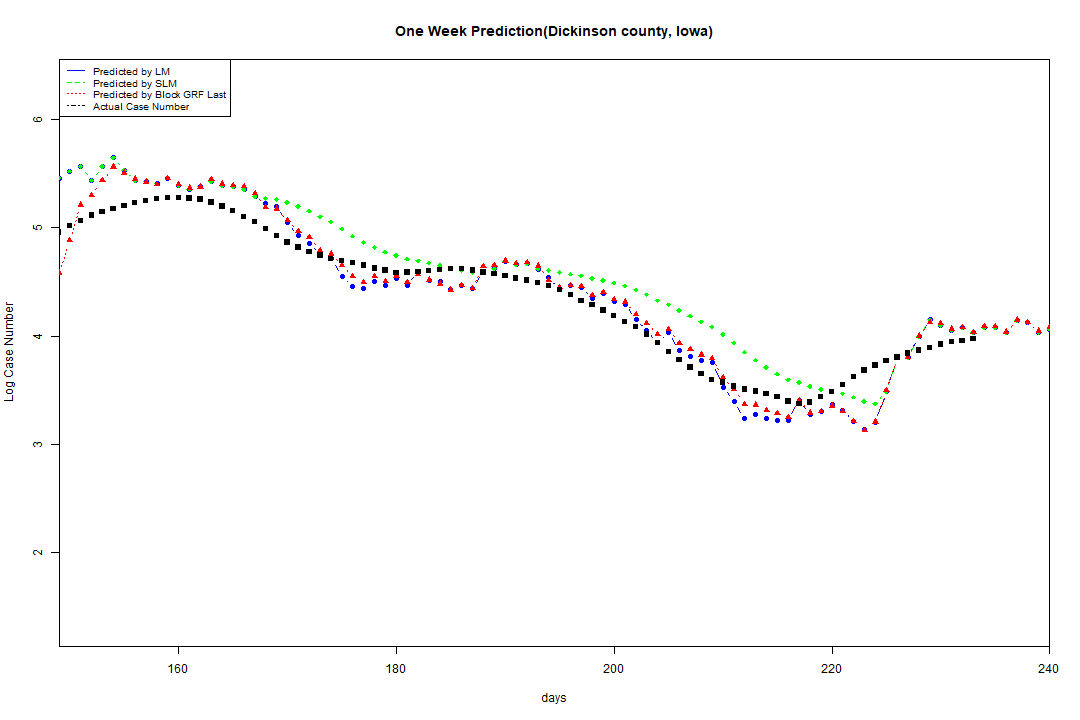 One Week Prediction(Dickinson county, Iowa)
Predicted by LM
Predicted by SLM
Predicted by Block GRF Last
Actual Case Number
6
5
4
3
2
Log Case Number
160 180 200 220 240
days